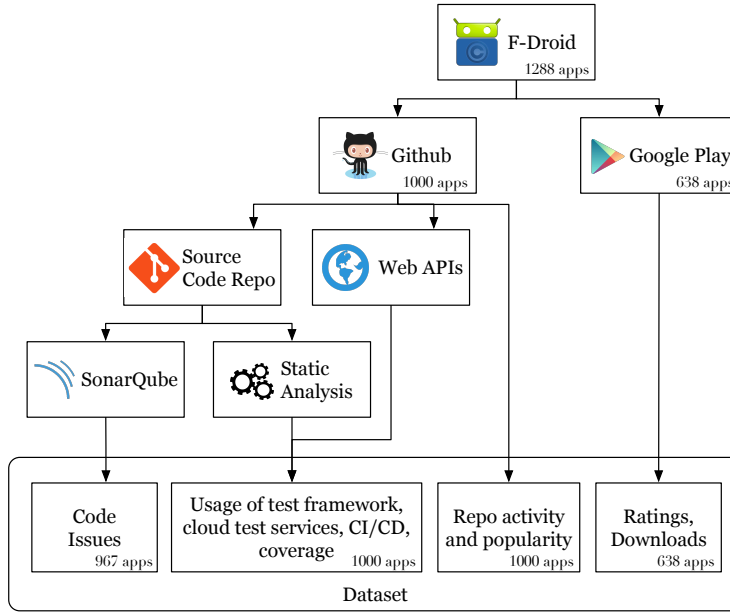 F-Droid
1288 apps
Github
1000 apps
Google Play
638 apps
Source
Code Repo
Web APIs
SonarQube
Static
Analysis
Code
Issues
967 apps
Usage of test framework,
cloud test services, CI/CD,
coverage
1000 apps
Repo activity
and popularity
1000 apps
Ratings,
Downloads
638 apps
Dataset